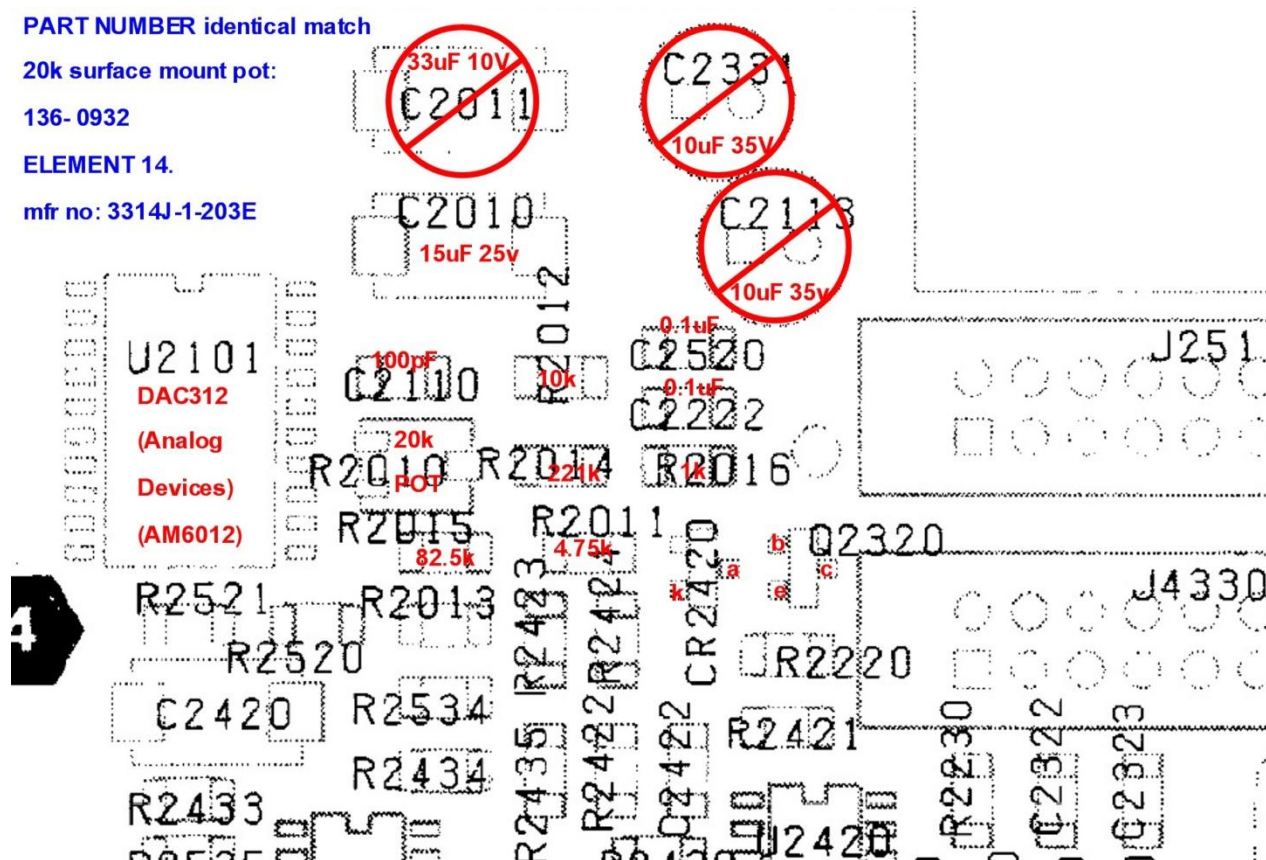 PART NUMBER identical match
20k surface mount pot:
136- 0932
ELEMENT 14.
mfr no: 3314J-1-203E
33uF 10V
C2011
C2331
10uF 35V
C2010
15uF 25v
C2113
10uF 35v
U2101
DAC312
(Analog
Devices)
(AM6012)
100pF
C2110
R2012
10k
0.1uF
C2520
0.1uF
C2222
J251
20k
POT
R2010
R2014
221k
R2016
1k
R2015
82.5k
R2011
4.75k
CR2420
a
k
b
c
e
Q2320
J4330
4
R2521
R2520
R2013
R2423
R2424
R2220
C2420
R2534
R2434
R2435
R2422
C2422
R2421
R2230
C2322
C2323
R2433
U2420